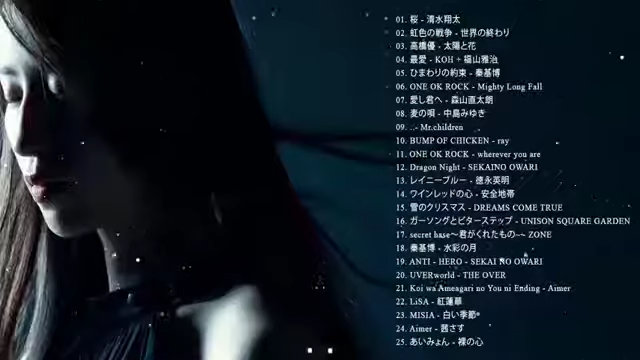 01. 桜 - 清水翔太
02. 虹色の戦争 - 世界の終わり
03. 高橋優 - 太陽と花
04. 最愛 - KOH + 福山雅治
05. ひまわりの約束 - 秦基博
06. ONE OK ROCK - Mighty Long Fall
07. 愛し君へ - 森山直太朗
08. 麦の唄 - 中島みゆき
09. .. - Mr.children
10. BUMP OF CHICKEN - ray
11. ONE OK ROCK - wherever you are
12. Dragon Night - SEKAINO OWARI
13. レイニーブルー - 徳永英明
14. ワインレッドの心 - 安全地帯
15. 雪のクリスマス - DREAMS COME TRUE
16. ガーソングとビターステップ - UNISON SQUARE GARDEN
17. secret base～君がくれたもの~~ ZONE
18. 秦基博 - 水彩の月
19. ANTI - HERO - SEKAI NO OWARI
20. UVERworld - THE OVER
21. Koi wa Ameagari no You ni Ending - Aimer
22. LiSA - 紅蓮華
23. MISIA - 白い季節
24. Aimer - 茜さす
25. あいみょん - 裸の心